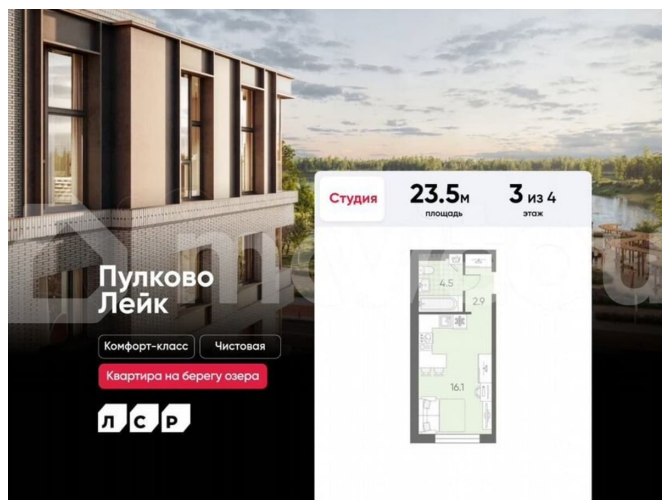 Студия
23.5м
площадь
3 из 4
этаж
Пулково
Лейк
Комфорт-класс
Чистовая
Квартира на берегу озера
ЛСР
4.5
2.9
16.1